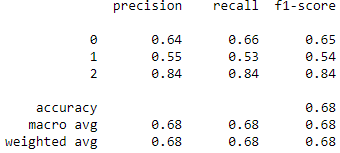 precision recall f1-score
0 0.64 0.66 0.65
1 0.55 0.53 0.54
2 0.84 0.84 0.84
accuracy 0.68
macro avg 0.68 0.68 0.68
weighted avg 0.68 0.68 0.68